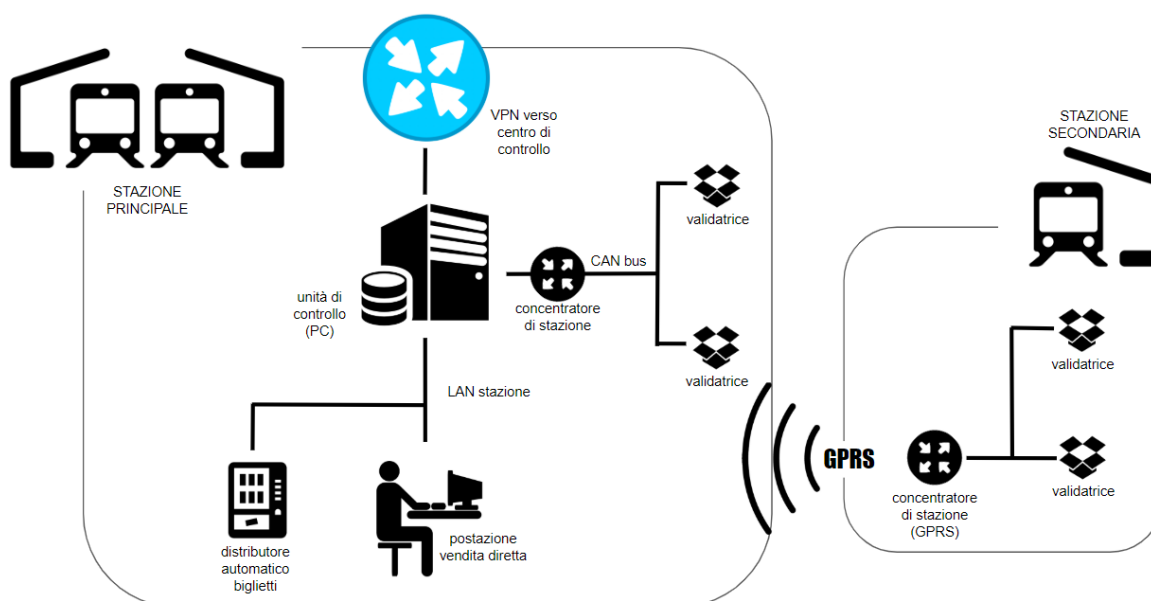 STAZIONE
PRINCIPALE
VPN verso
centro di
controllo
STAZIONE
SECONDARIA
validatrice
CAN bus
unità di
controllo
(PC)
concentratore
di stazione
validatrice
LAN stazione
validatrice
GPRS
concentratore
di stazione
(GPRS)
validatrice
distributore
automatico
biglietti
postazione
vendita diretta